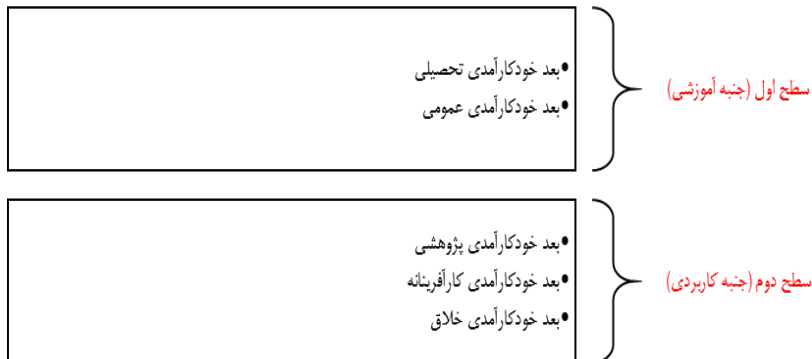 سطح اول (جنبه آموزشی)
•بعد خودکارآمدی تحصیلی
•بعد خودکارآمدی عمومی
سطح دوم (جنبه کاربردی)
•بعد خودکارآمدی پژوهشی
•بعد خودکارآمدی کارآفرینانه
•بعد خودکارآمدی خلاق